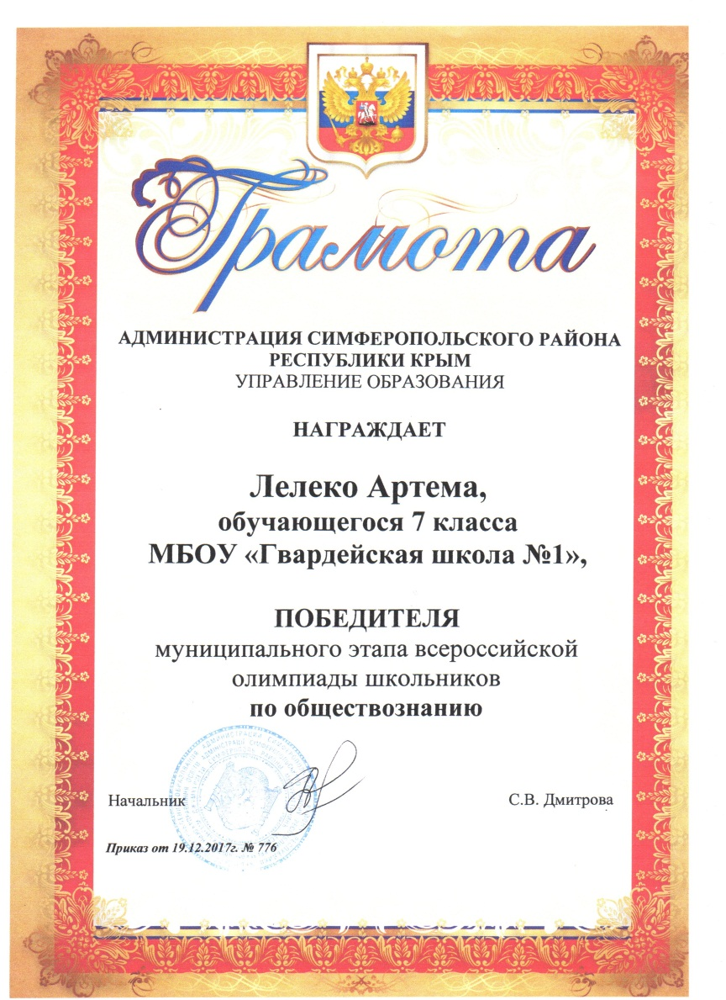 Грамота
АДМИНИСТРАЦИЯ СИМФЕРОПОЛЬСКОГО РАЙОНА
РЕСПУБЛИКИ КРЫМ
УПРАВЛЕНИЕ ОБРАЗОВАНИЯ
НАГРАЖДАЕТ
Лелеко Артема,
обучающегося 7 класса
МБОУ «Гвардейская школа №1»,
ПОБЕДИТЕЛЯ
муниципального этапа всероссийской
олимпиады школьников
по обществознанию
Начальник С.В. Дмитрова
Приказ от 19.12.2017г. № 776